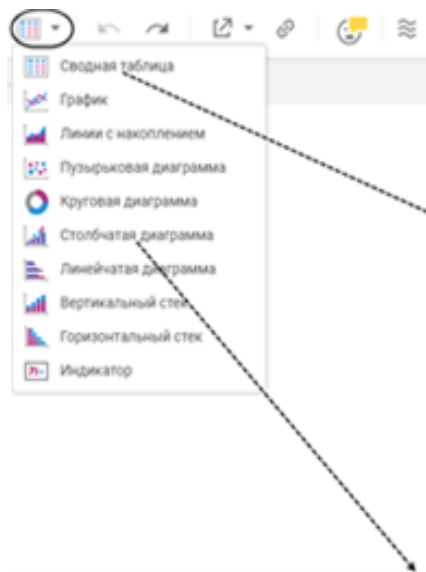 Сводная таблица
График
Линии с накоплением
Пузырьковая диаграмма
Круговая диаграмма
Столбчатая диаграмма
Линейчатая диаграмма
Вертикальный стек
Горизонтальный стек
Индикатор